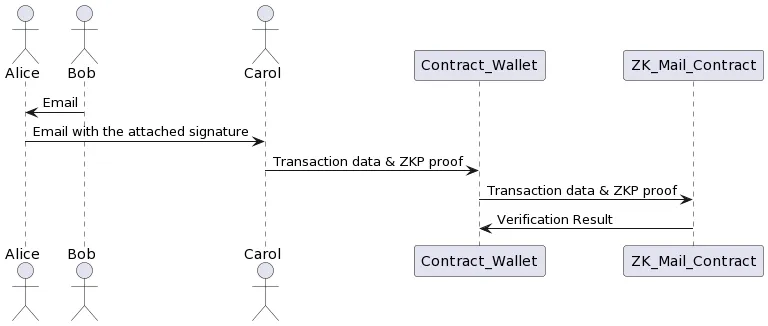 Alice
Bob
Carol
Contract_Wallet
ZK_Mail_Contract
Email
Email with the attached signature
Transaction data & ZKP proof
Transaction data & ZKP proof
Verification Result
Alice
Bob
Carol
Contract_Wallet
ZK_Mail_Contract